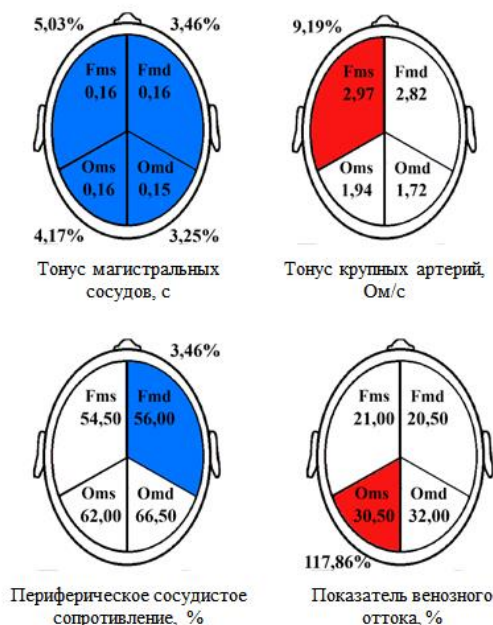 5,03% 3,46%
Fms Fmd
0,16 0,16
Oms Omd
0,16 0,15
4,17% 3,25%
Тонус магистральных
сосудов, с
9,19%
Fms Fmd
2,97 2,82
Oms Omd
1,94 1,72
Тонус крупных артерий,
Ом/с
3,46%
Fms Fmd
54,50 56,00
Oms Omd
62,00 66,50
Периферическое сосудистое
сопротивление, %
Fms Fmd
21,00 20,50
Oms Omd
30,50 32,00
117,86%
Показатель венозного
оттока, %